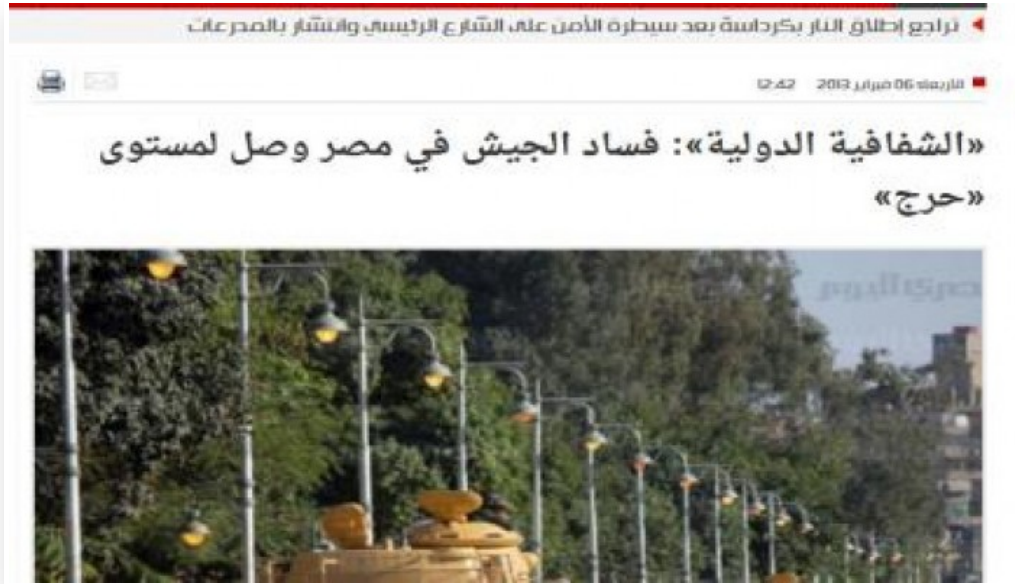 تراجع إطلاق النار بكرداسة بعد سيطرة الأمن على الشارع الرئيسي وانتشار بالمدرعات
الأربعاء 06 فبراير 2013 12:42
«الشفافية الدولية»: فساد الجيش في مصر وصل لمستوى
«حرج»